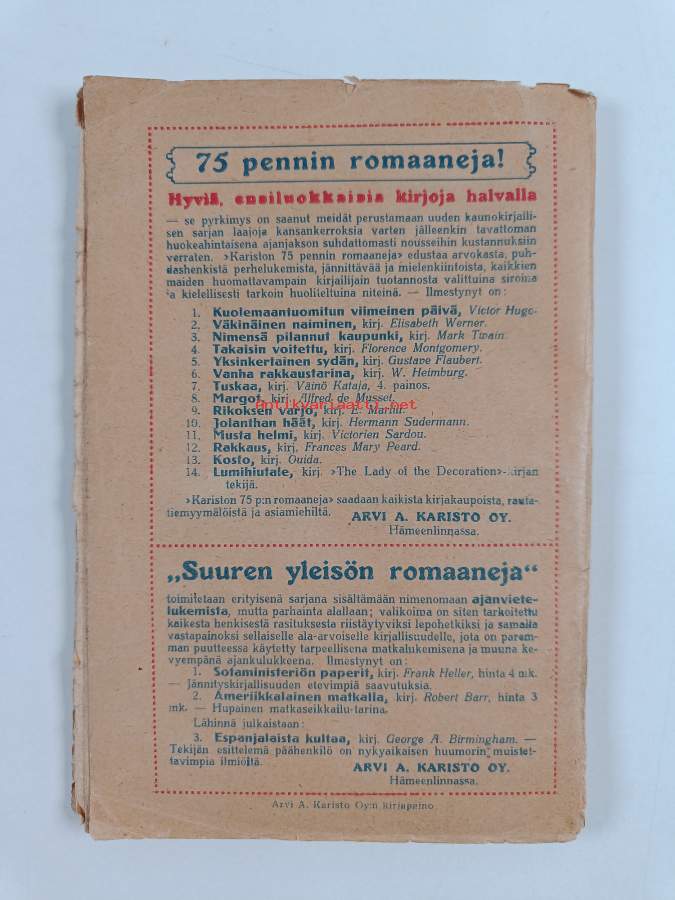 75 pennin romaaneja!
Hyviä, ensiluokkaisia kirjoja halvalla
— se pyrkimys on saanut meidät perustamaan uuden kaunokirjalli-
sen sarjan laajoja kansankerroksia varten jälleenkin tavattoman
huokeahintaisena ajanjakson suhdattomasti nousseihin kustannuksiin
verraten. ›Kariston 75 pennin romaaneja› edustaa arvokasta, puh-
dashenkistä perhelukemista, jännittävää ja mielenkiintoista, kaikkien
maiden huomattavampain kirjailijain tuotannosta valittuina siroina
ja kielellisesti tarkoin huoliteltuina niteinä. — Ilmestynyt on:
1. Kuolemaantuomitun viimeinen päivä, Victor Hugo.
2. Väkinäinen naiminen, kirj. Elisabeth Werner.
3. Nimensä pilannut kaupunki, kirj. Mark Twain.
4. Takaisin voitettu, kirj. Florence Montgomery.
5. Yksinkertainen sydän, kirj. Gustave Flaubert.
6. Vanha rakkaustarina, kirj. W. Heimburg.
7. Tuskaa, kirj. Väinö Kataja, 4. painos.
8. Margot, kirj. Alfred de Musset.
antikvariaatti.net
9. Rikoksen varjo, kirj. E. Marlitt.
10. Jolanthan häät, kirj. Hermann Sudermann.
11. Musta helmi, kirj. Victorien Sardou.
12. Rakkaus, kirj. Frances Mary Peard.
13. Kosto, kirj. Ouida.
14. Lumihiutale, kirj. ›The Lady of the Decoration›-kirjan
tekijä.
›Kariston 75 p:n romaaneja› saadaan kaikista kirjakaupoista, rauta-
tiemyymälöistä ja asiamiehiltä.
ARVI A. KARISTO OY.
Hämeenlinnassa.
„Suuren yleisön romaaneja“
toimitetaan erityisenä sarjana sisältämään nimenomaan ajanviete-
lukemista, mutta parhainta alallaan; valikoima on siten tarkoitettu
kaikesta henkisestä rasituksesta riistäytyviksi lepohetkiksi ja samalla
vastapainoksi sellaiselle ala-arvoiselle kirjallisuudelle, jota on parem-
man puutteessa käytetty tarpeellisena matkalukemisena ja muuna ke-
vyempänä ajankulukkeena. Ilmestynyt on:
1. Sotaministeriön paperit, kirj. Frank Heller, hinta 4 mk.
— Jännityskirjallisuuden etevimpiä saavutuksia.
2. Amerikkalainen matkalla, kirj. Robert Barr, hinta 3
mk. — Hupainen matkaseikkailu-tarina.
Lähinnä julkaistaan:
3. Espanjalaista kultaa, kirj. George A. Birmingham. —
Tekijän esittelemä päähenkilö on nykyaikaisen huumorin muistet-
tavimpia ilmiöitä.
ARVI A. KARISTO OY.
Hämeenlinnassa.
Arvi A. Karisto Oy:n kirjapaino